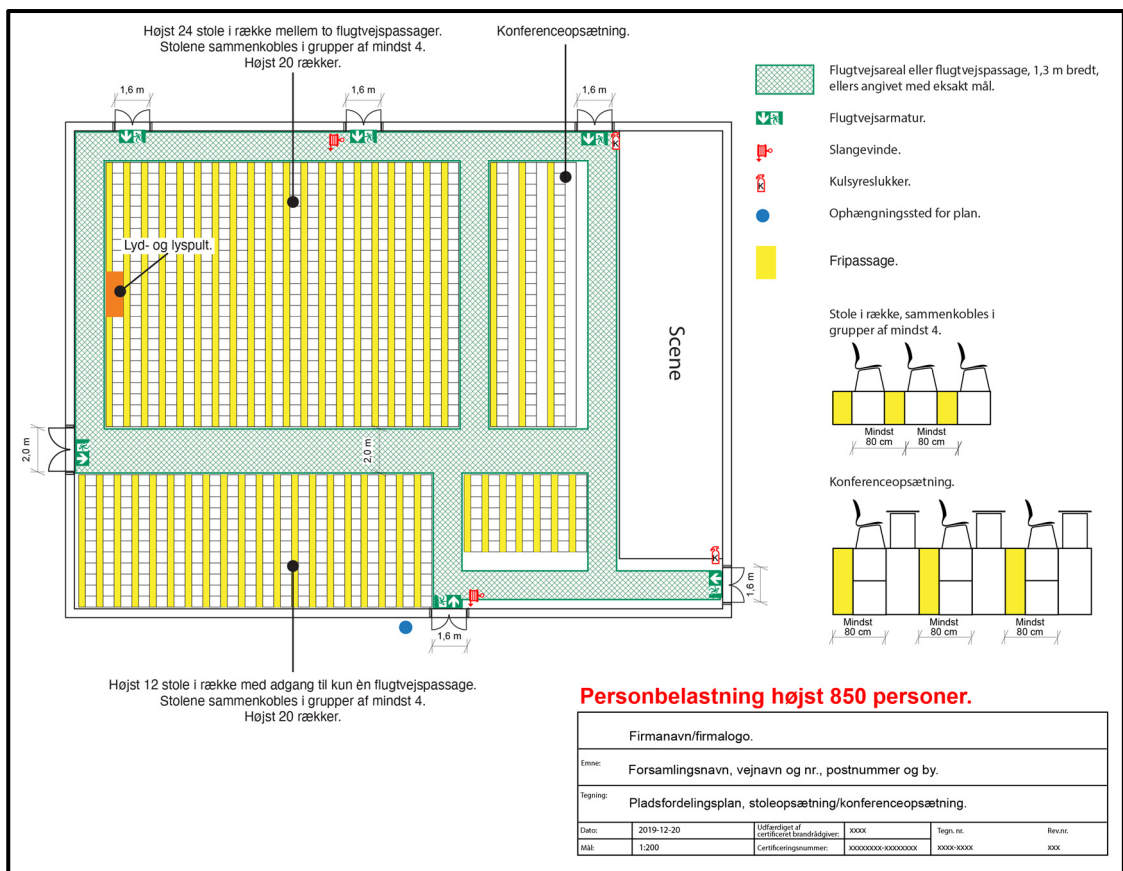 Højst 24 stole i række mellem to flugtvejspassager.
Stolene sammenkobles i grupper af mindst 4.
Højst 20 rækker.
Konferenceopsætning.
1,6 m
1,6 m
1,6 m
Lyd- og lyspult.
Scene
2,0 m
2,0 m
1,6 m
1,6 m
K
K
Højst 12 stole i række med adgang til kun èn flugtvejspassage.
Stolene sammenkobles i grupper af mindst 4.
Højst 20 rækker.
Flugtvejsareal eller flugtvejspassage, 1,3 m bredt,
ellers angivet med eksakt mål.
Flugtvejsarmatur.
Slangevinde.
K
Kulsyreslukker.
Ophængningssted for plan.
Fripassage.
Stole i række, sammenkobles i
grupper af mindst 4.
Mindst Mindst
80 cm 80 cm
Konferenceopsætning.
Mindst Mindst Mindst
80 cm 80 cm 80 cm
Personbelastning højst 850 personer.
Firmanavn/firmalogo.
Emne: Forsamlingsnavn, vejnavn og nr., postnummer og by.
Tegning: Pladsfordelingsplan, stoleopsætning/konferenceopsætning.
Dato: 2019-12-20 Udfærdiget af certificeret brandrådgiver: xxxx Tegn. nr. Rev.nr.
Mål: 1:200 Certificeringsnummer: xxxxxxxx-xxxxxxxx xxxx-xxxx xxx